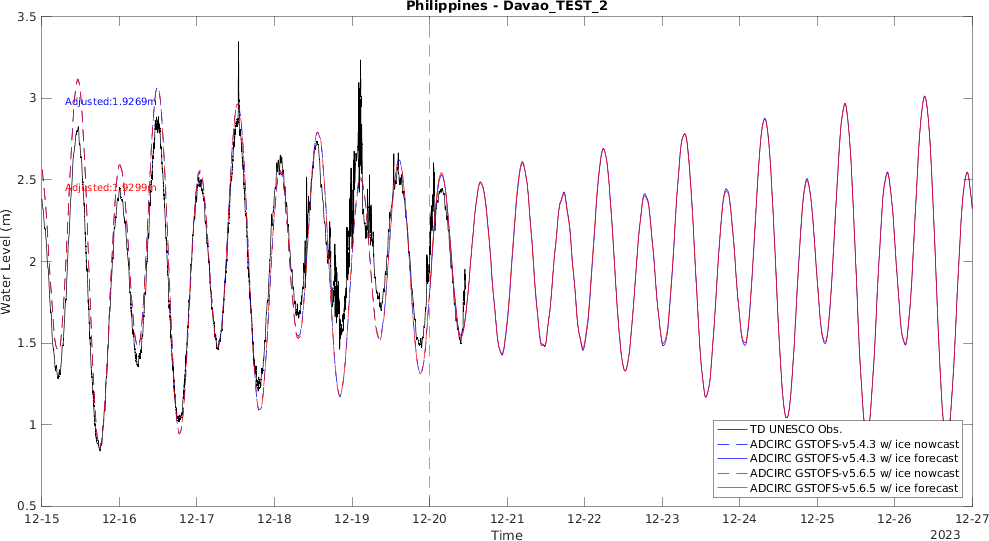 Philippines - Davao_TEST_2
3.5
3
2.5
2
1.5
1
0.5
Water Level (m)
Adjusted:1.9269m
Adjusted:1.9299m
TD UNESCO Obs.
ADCIRC GSTOFS-v5.4.3 w/ ice nowcast
ADCIRC GSTOFS-v5.4.3 w/ ice forecast
ADCIRC GSTOFS-v5.6.5 w/ ice nowcast
ADCIRC GSTOFS-v5.6.5 w/ ice forecast
12-15 12-16 12-17 12-18 12-19 12-20 12-21 12-22 12-23 12-24 12-25 12-26 12-27
Time
2023